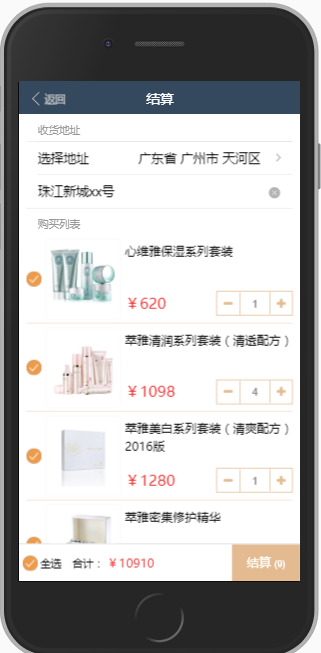 返回
结算
收货地址
选择地址 广东省 广州市 天河区
珠江新城xx号
购买列表
心维雅保湿系列套装
￥620 1
萃雅清润系列套装（清透配方）
￥1098 4
萃雅美白系列套装（清爽配方）
2016版
￥1280 1
萃雅密集修护精华
全选 合计：￥10910 结算 (9)